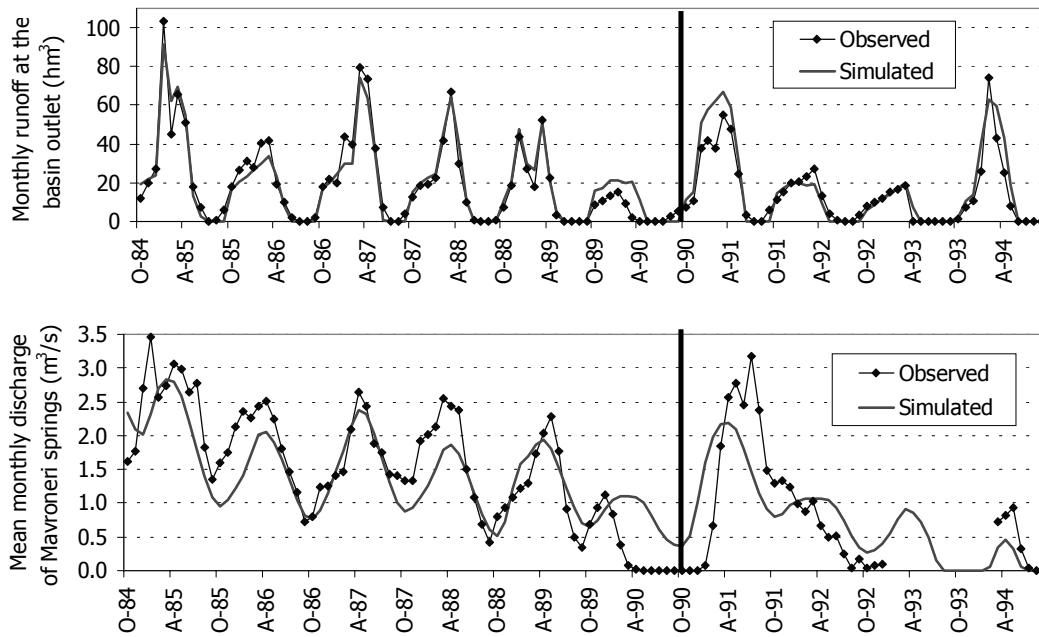 Monthly runoff at the
basin outlet (hm³)
100
80
60
40
20
0
Observed
Simulated
O-84
A-85
O-85
A-86
O-86
A-87
O-87
A-88
O-88
A-89
O-89
A-90
O-90
A-91
O-91
A-92
O-92
A-93
O-93
A-94
Mean monthly discharge
of Mavroneri springs (m³/s)
3.5
3.0
2.5
2.0
1.5
1.0
0.5
0.0
Observed
Simulated
O-84
A-85
O-85
A-86
O-86
A-87
A-87
A-88
O-88
A-89
O-89
A-90
O-90
A-91
O-91
A-92
O-92
A-93
O-93
A-94